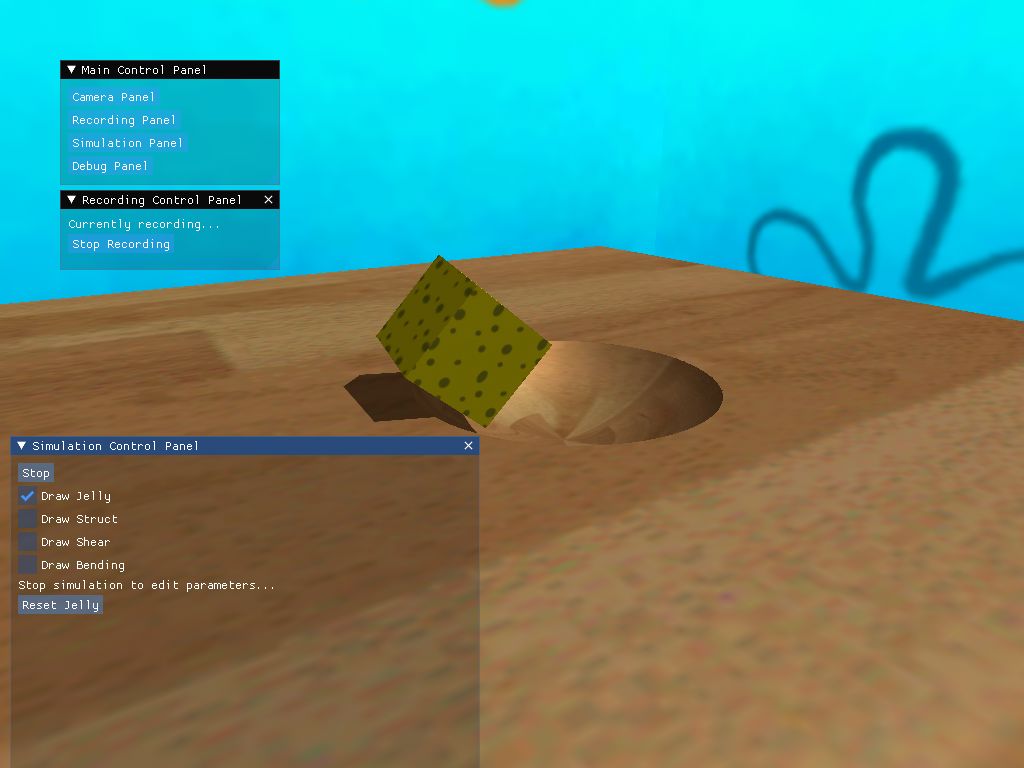 Main Control Panel
Camera Panel
Recording Panel
Simulation Panel
Debug Panel
Recording Control Panel
Currently recording...
Stop Recording
Simulation Control Panel
Stop
Draw Jelly
Draw Struct
Draw Shear
Draw Bending
Stop simulation to edit parameters...
Reset Jelly